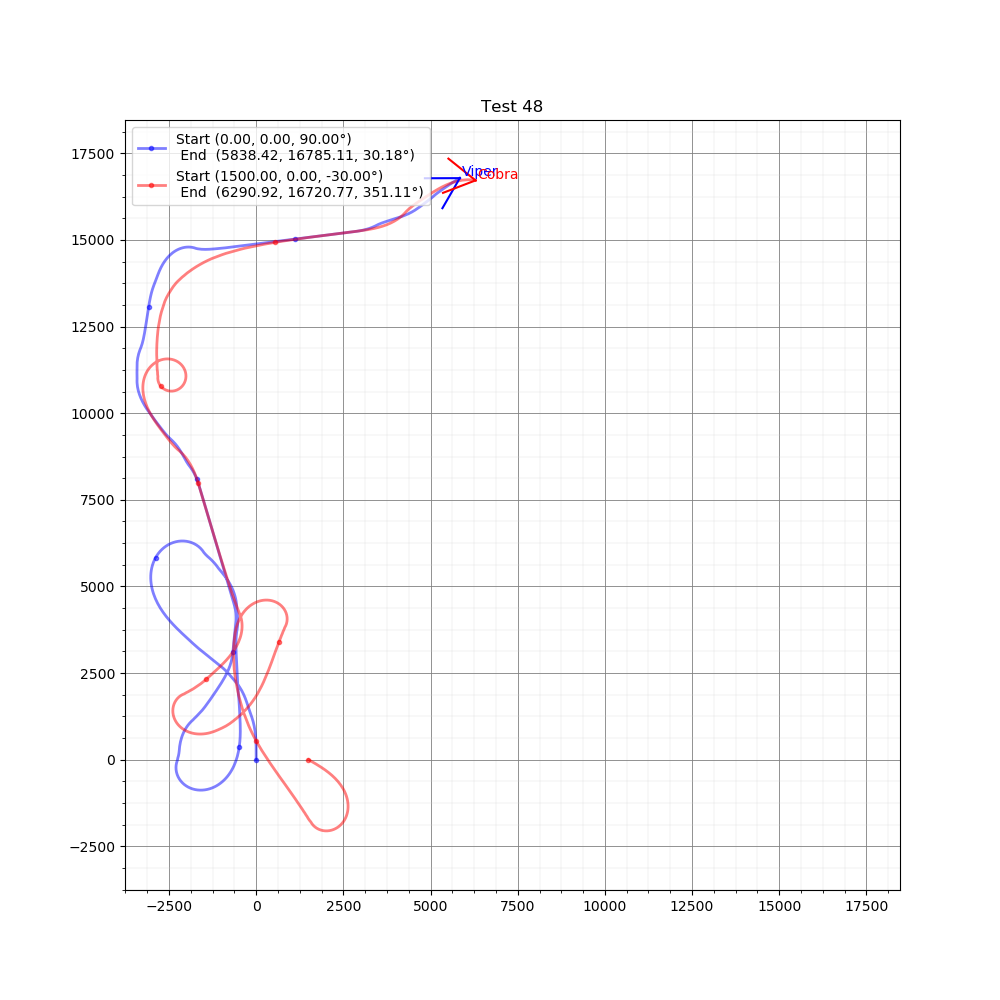 Test 48
Start (0.00, 0.00, 90.00°)
End (5838.42, 16785.11, 30.18°)
Start (1500.00, 0.00, -30.00°)
End (6290.92, 16720.77, 351.11°)
Viper
Cobra
17500
15000
12500
10000
7500
5000
2500
0
−2500
−2500 0 2500 5000 7500 10000 12500 15000 17500